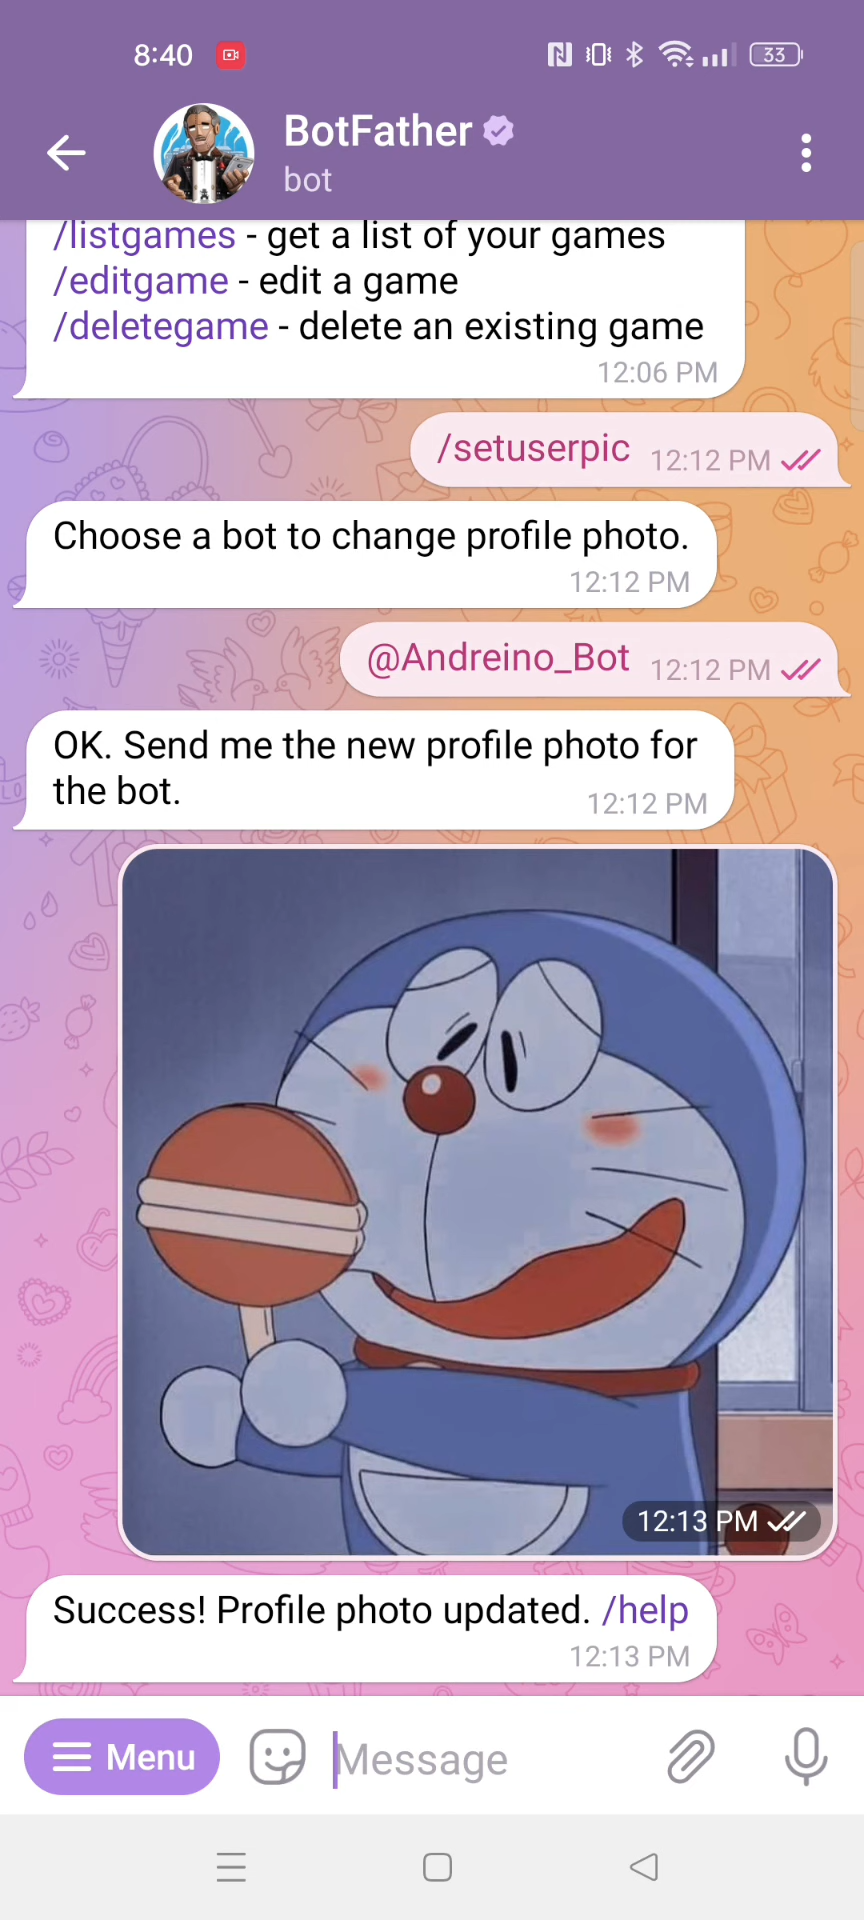 8:40
33
BotFather
bot
/listgames - get a list of your games
/editgame - edit a game
/deletegame - delete an existing game
12:06 PM
/setuserpic 12:12 PM
Choose a bot to change profile photo.
12:12 PM
@Andreino_Bot 12:12 PM
OK. Send me the new profile photo for
the bot.
12:12 PM
12:13 PM
Success! Profile photo updated. /help
12:13 PM
Menu
Message